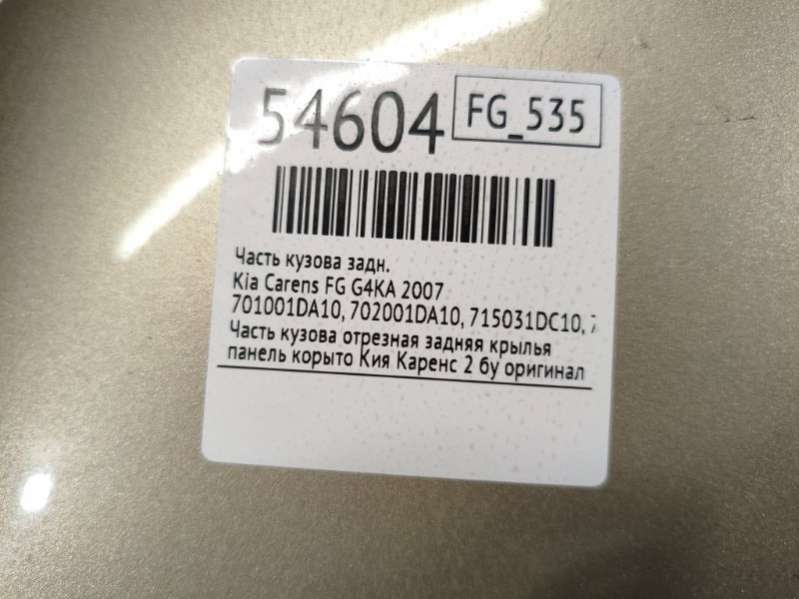 54604
FG_535
Часть кузова задн.
Kia Carens FG G4KA 2007
701001DA10, 702001DA10, 715031DC10,
Часть кузова отрезная задняя крылья
панель корыто Кия Каренс 2 бу оригинал